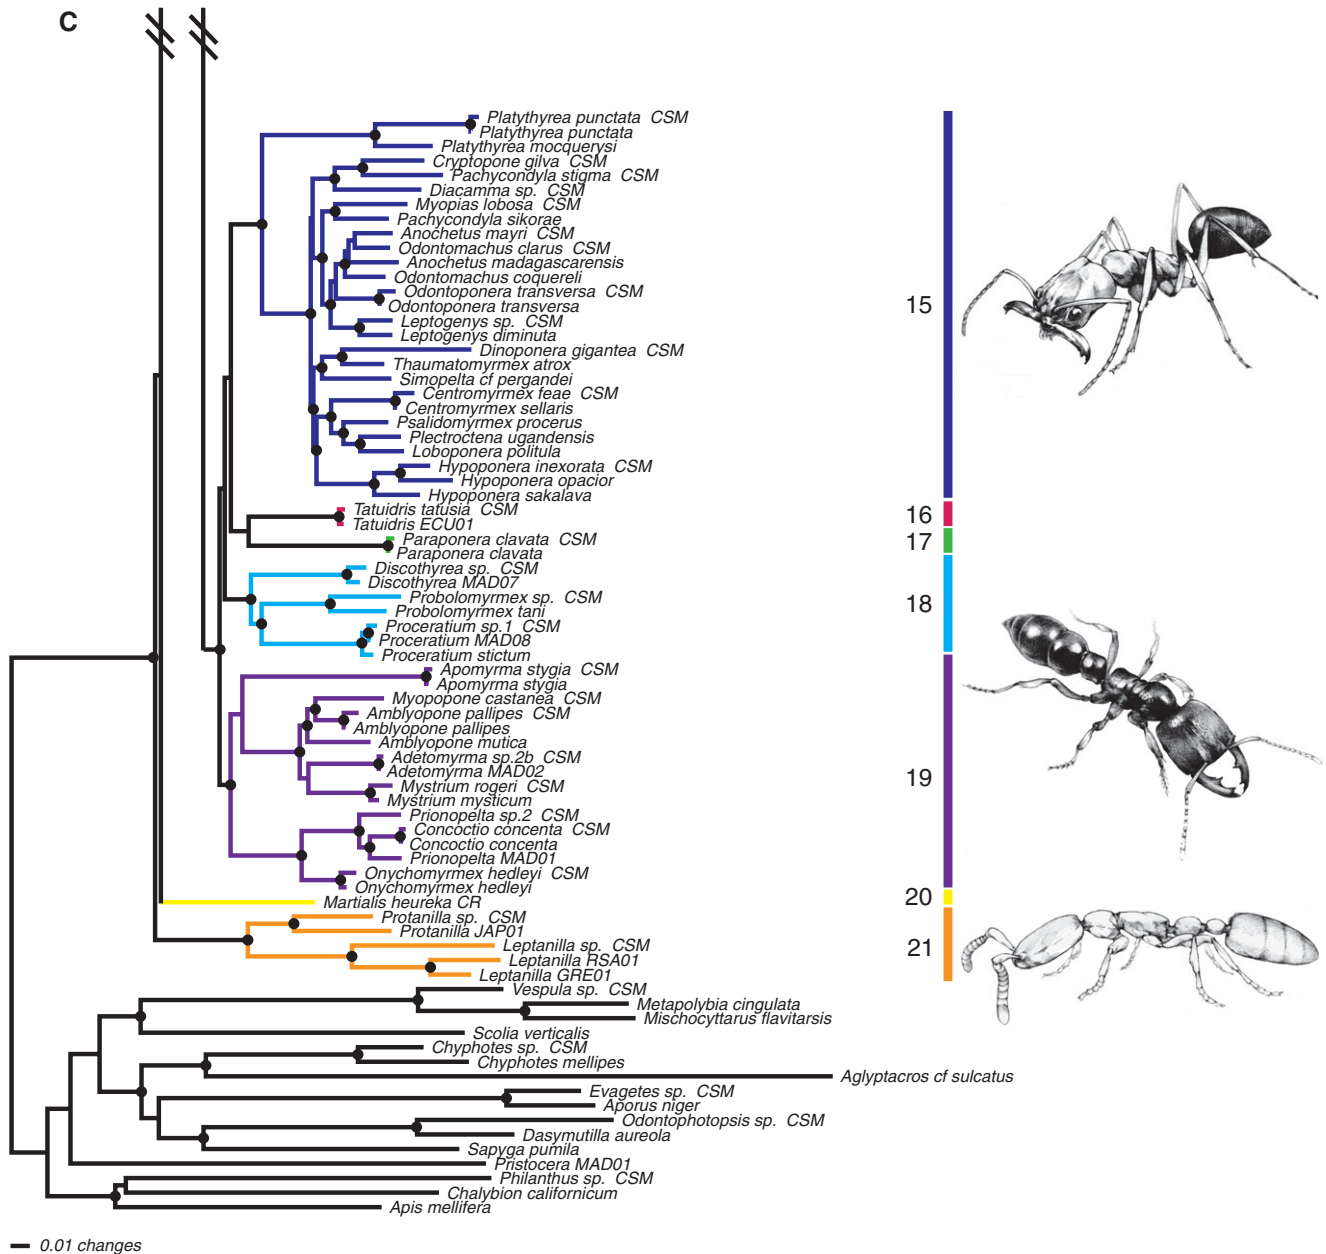 C
Platythyrea punctata CSM
Platythyrea punctata
Platythyrea mocquerysi
Cryptopone gilva CSM
Pachycondyla stigma CSM
Diacamma sp. CSM
Myopias lobosa CSM
Pachycondyla sikorae
Anochetus mayri CSM
Odontomachus clarus CSM
Anochetus madagascarensis
Odontomachus coquereli
Odontoponera transversa CSM
Odontoponera transversa
Leptogenys sp. CSM
Leptogenys diminuta
Dinoponera gigantea CSM
Thaumatomyrmex atrox
Simopelta cf pergandei
Centromyrmex feae CSM
Centromyrmex sellaris
Psalidomyrmex procerus
Plectroctena ugandensis
Loboponera politula
Hypoponera inexorata CSM
Hypoponera opacior
Hypoponera sakalava
15
Tatuidris tatusia CSM
Tatuidris ECU01
16
Paraponera clavata CSM
Paraponera clavata
17
Discothyrea sp. CSM
Discothyrea MAD07
Probolomyrmex sp. CSM
Probolomyrmex tani
Proceratium sp.1 CSM
Proceratium MAD08
Proceratium stictum
18
Apomyrma stygia CSM
Apomyrma stygia
Myopopone castanea CSM
Amblyopone pallipes CSM
Amblyopone pallipes
Amblyopone mutica
Adetomyrma sp.2b CSM
Adetomyrma MAD02
Mystrium rogeri CSM
Mystrium mysticum
Prionopelta sp.2 CSM
Concoctio concenta CSM
Concoctio concenta
Prionopelta MAD01
Onychomyrmex hedleyi CSM
Onychomyrmex hedleyi
19
Martialis heureka CR
20
Protanilla sp. CSM
Protanilla JAP01
Leptanilla sp. CSM
Leptanilla RSA01
Leptanilla GRE01
21
Vespula sp. CSM
Metapolybia cingulata
Mischocyttarus flavitarsis
Scolia verticalis
Chyphotes sp. CSM
Chyphotes mellipes
Aglyptacros cf sulcatus
Evagetes sp. CSM
Aporus niger
Odontophotopsis sp. CSM
Dasymutilla aureola
Sapyga pumila
Pristocera MAD01
Philanthus sp. CSM
Chalybion californicum
Apis mellifera
0.01 changes